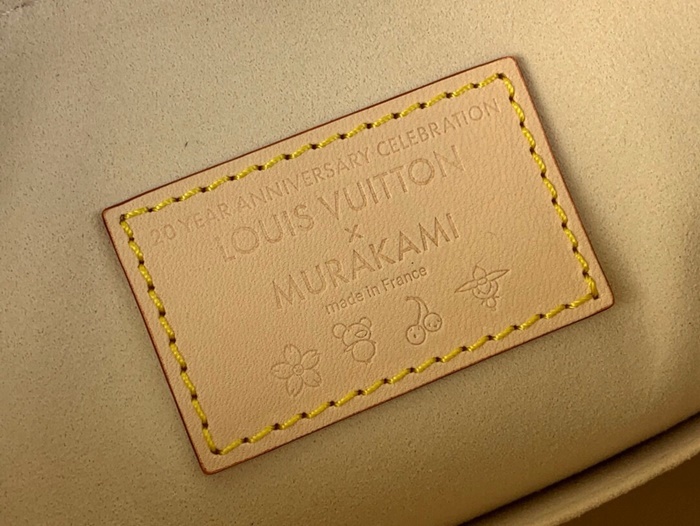 20 YEAR ANNIVERSARY CELEBRATION
LOUIS VUITTON
×
MURAKAMI
made in France